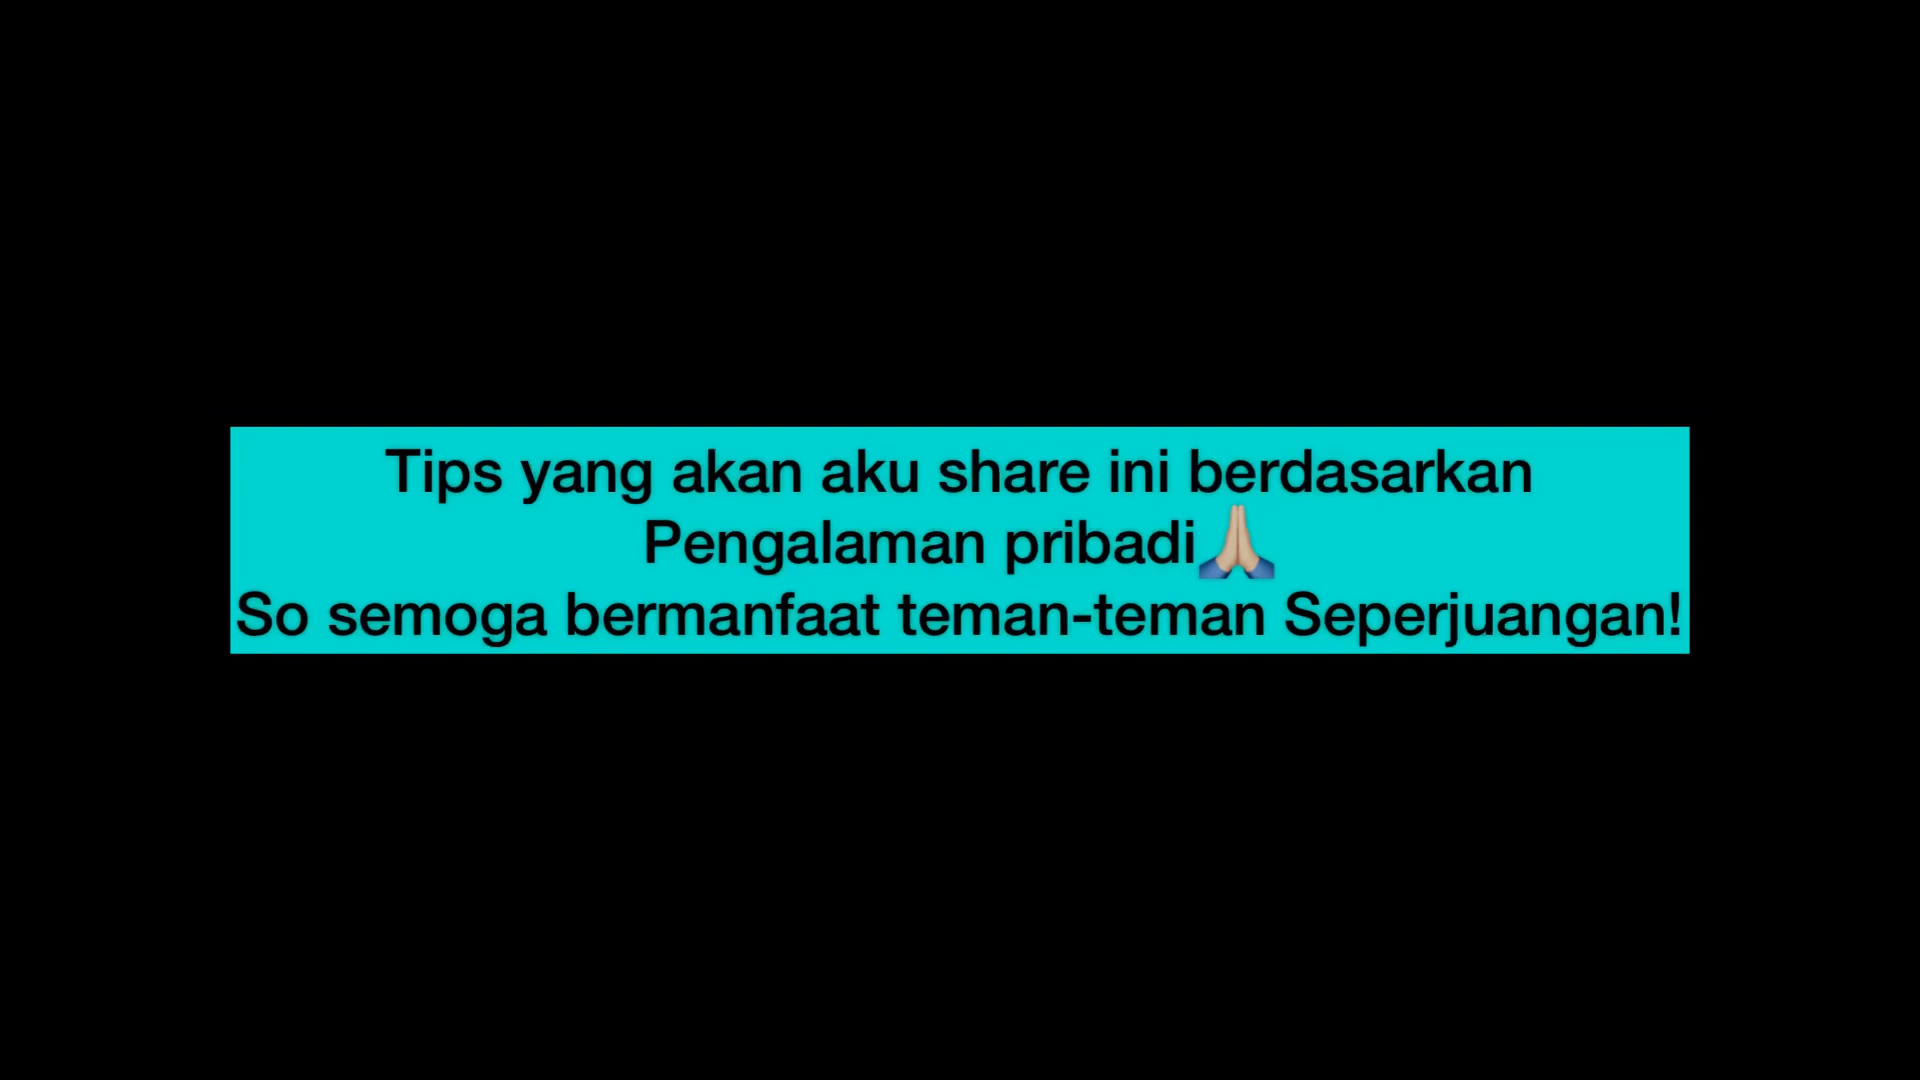 Tips yang akan aku share ini berdasarkan
Pengalaman pribadi🙏🏼
So semoga bermanfaat teman-teman Seperjuangan!